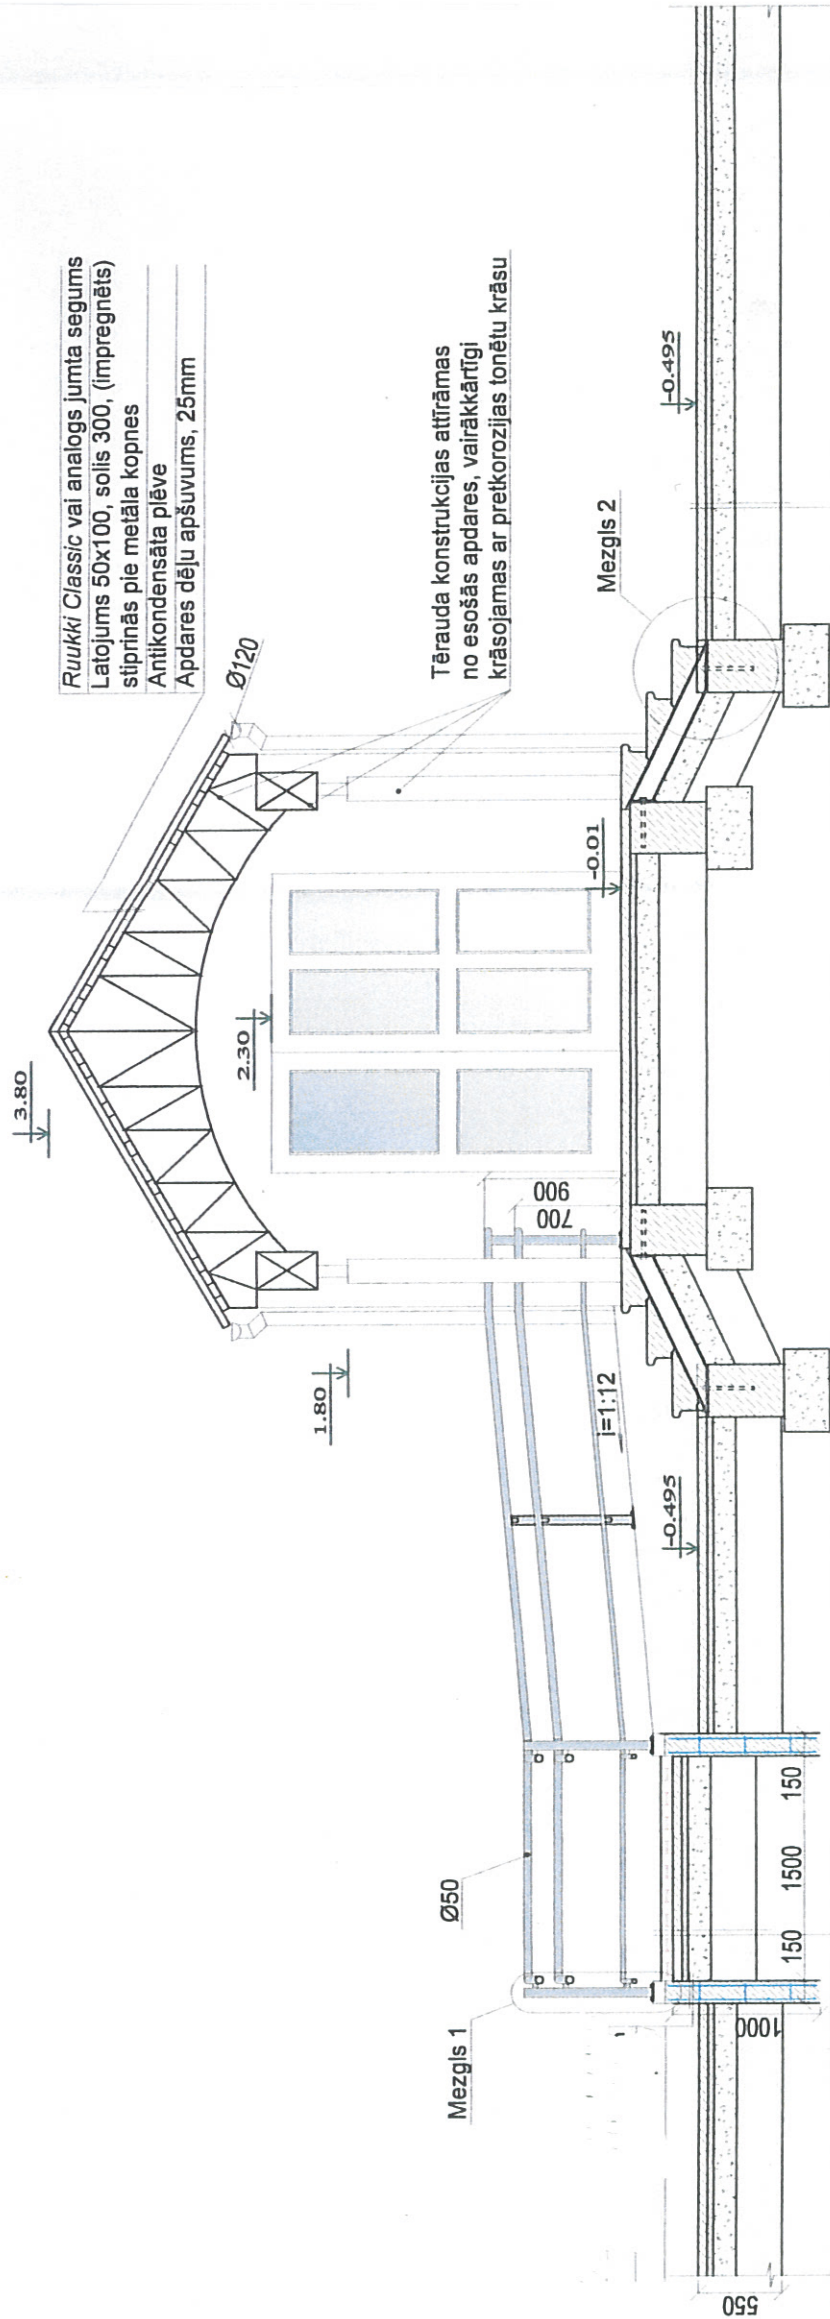 Ruukki Classic vai analogs jumta segums
Latojums 50x100, solis 300, (impregnēts)
stiprinās pie metāla kopnes
Antikondensāta plēve
Apdares dēļu apšuvums, 25mm
Ø120
3.80
2.30
1.80
Tērauda konstrukcijas attīrāmas
no esošās apdares, vairākkārtīgi
krāsojamas ar pretkorozijas tonētu krāsu
Mezgls 1
Ø50
900
700
i=1:12
-0.01
Mezgls 2
-0.495
-0.495
550
1000
150
1500
150